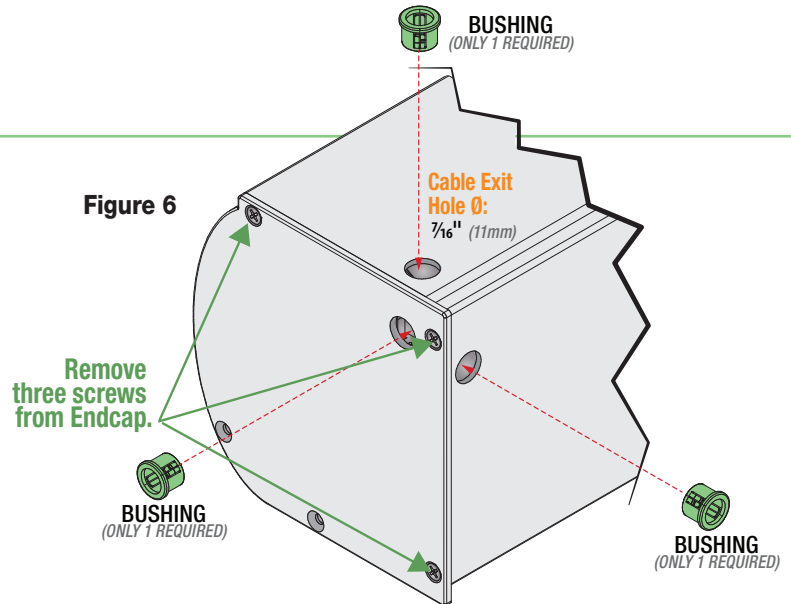 BUSHING
(ONLY 1 REQUIRED)
Figure 6
Cable Exit
Hole Ø:
7/16" (11mm)
Remove
three screws
from Endcap.
BUSHING
(ONLY 1 REQUIRED)
BUSHING
(ONLY 1 REQUIRED)